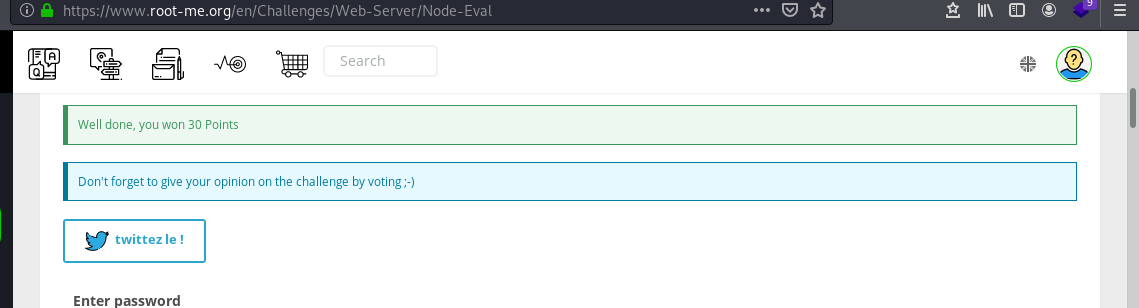 https://www.root-me.org/en/Challenges/Web-Server/Node-Eval
9
Q A
Q
Search
?
Well done, you won 30 Points
Don't forget to give your opinion on the challenge by voting ;-)
twittez le !
Enter password